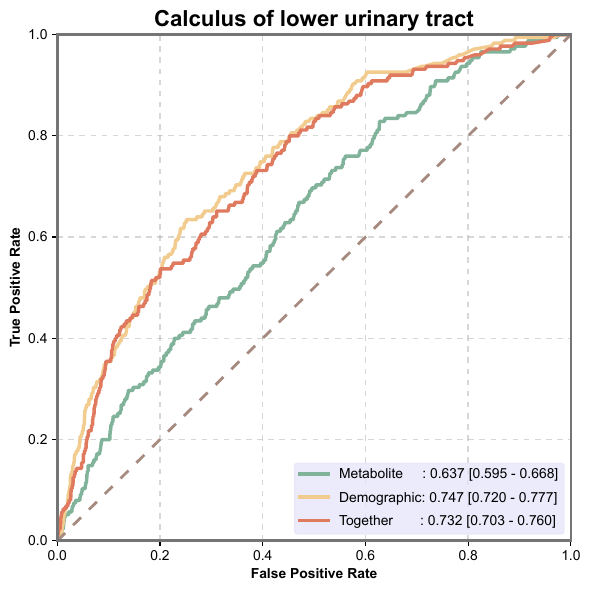 Calculus of lower urinary tract
1.0
0.8
0.6
0.4
0.2
0.0
True Positive Rate
Metabolite : 0.637 [0.595 - 0.668]
Demographic: 0.747 [0.720 - 0.777]
Together : 0.732 [0.703 - 0.760]
0.0 0.2 0.4 0.6 0.8 1.0
False Positive Rate